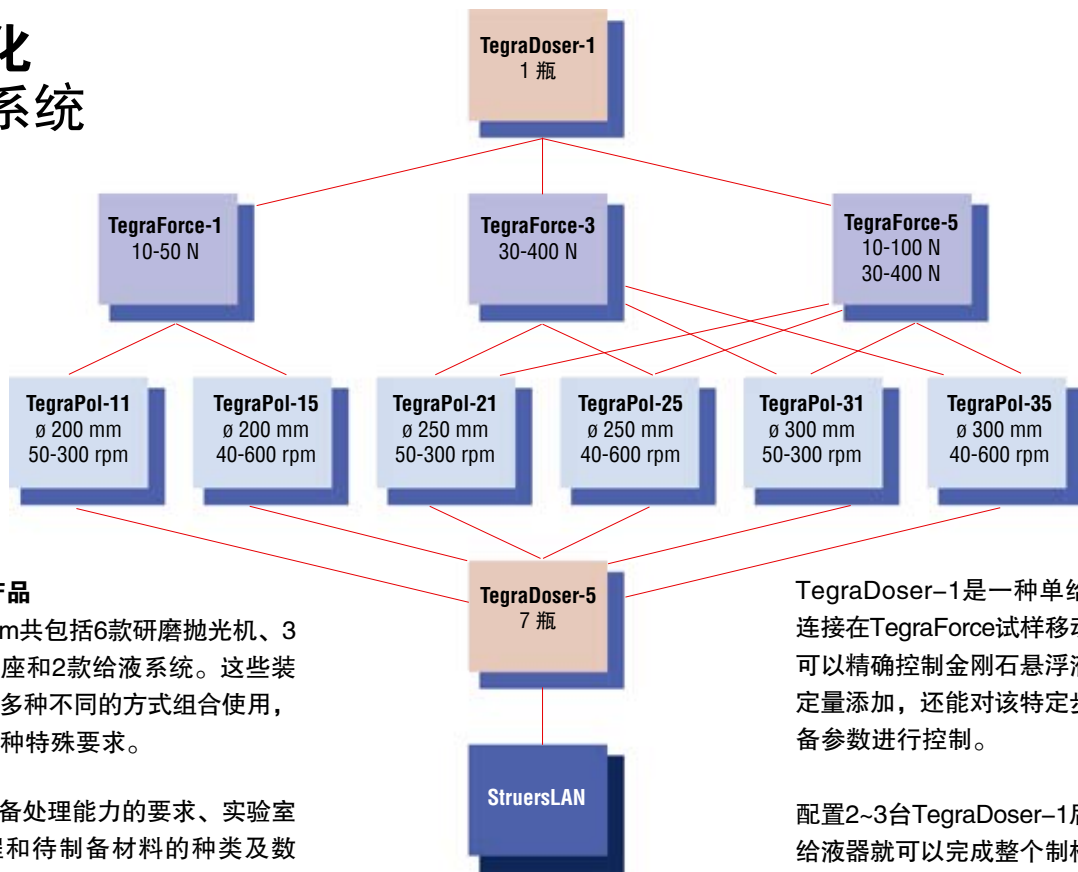 化
系统
TegraDoser-1
1 瓶
TegraForce-1
10-50 N
TegraForce-3
30-400 N
TegraForce-5
10-100 N
30-400 N
TegraPol-11
ø 200 mm
50-300 rpm
TegraPol-15
ø 200 mm
40-600 rpm
TegraPol-21
ø 250 mm
50-300 rpm
TegraPol-25
ø 250 mm
40-600 rpm
TegraPol-31
ø 300 mm
50-300 rpm
TegraPol-35
ø 300 mm
40-600 rpm
TegraDoser-5
7 瓶
StruersLAN
品
m共包括6款研磨抛光机、3
座和2款给液系统。这些装
多种不同的方式组合使用，
种特殊要求。
备处理能力的要求、实验室
和待制备材料的种类及数
TegraDoser–1是一种单给
连接在TegraForce试样移动
可以精确控制金刚石悬浮液
定量添加，还能对该特定步
备参数进行控制。
配置2~3台TegraDoser–1后
给液器就可以完成整个制样